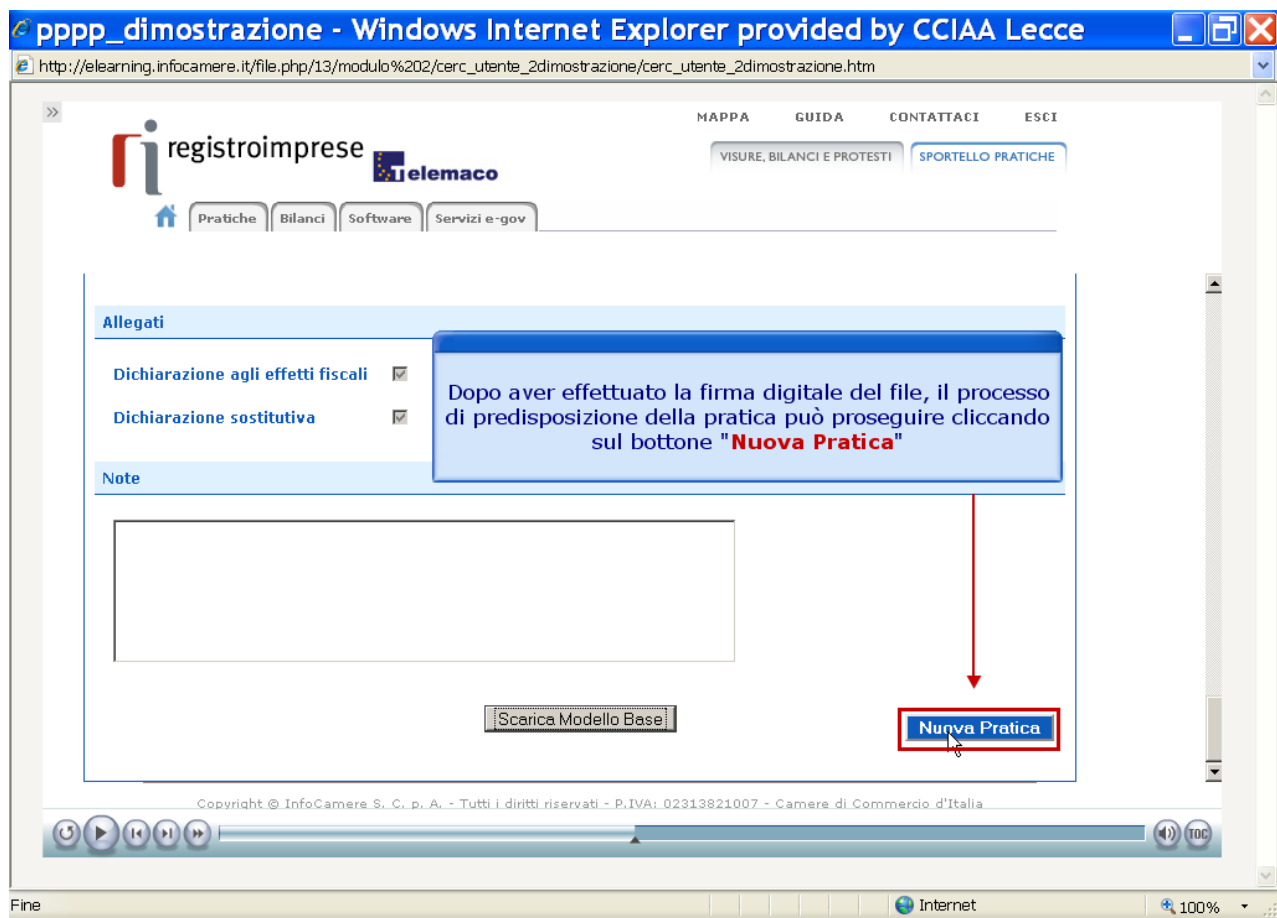 pppp_dimostrazione - Windows Internet Explorer provided by CCIAA Lecce
http://elearning.infocamere.it/file.php/13/modulo%202/cerc_utente_2dimostrazione/cerc_utente_2dimostrazione.htm
MAPPA GUIDA CONTATTACI ESCI
registroimprese
Telemaco
VISURE, BILANCI E PROTESTI SPORTELLO PRATICHE
Pratiche Bilanci Software Servizi e-gov
Allegati
Dichiarazione agli effetti fiscali
Dichiarazione sostitutiva
Dopo aver effettuato la firma digitale del file, il processo
di predisposizione della pratica può proseguire cliccando
sul bottone "Nuova Pratica"
Note
Scarica Modello Base
Nuova Pratica
Copyright © InfoCamere S. C. p. A. - Tutti i diritti riservati - P.IVA: 02313821007 - Camere di Commercio d'Italia
TOC
Fine
Internet
100%